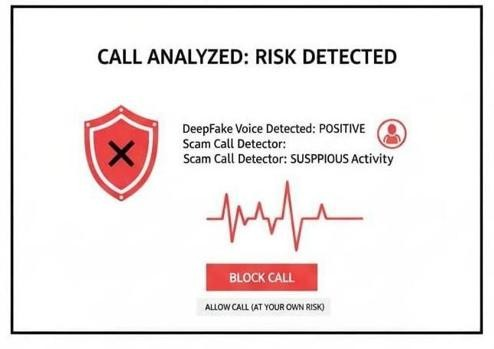 CALL ANALYZED: RISK DETECTED
DeepFake Voice Detected: POSITIVE
Scam Call Detector:
Scam Call Detector: SUSPPIOUS Activity
BLOCK CALL
ALLOW CALL (AT YOUR OWN RISK)